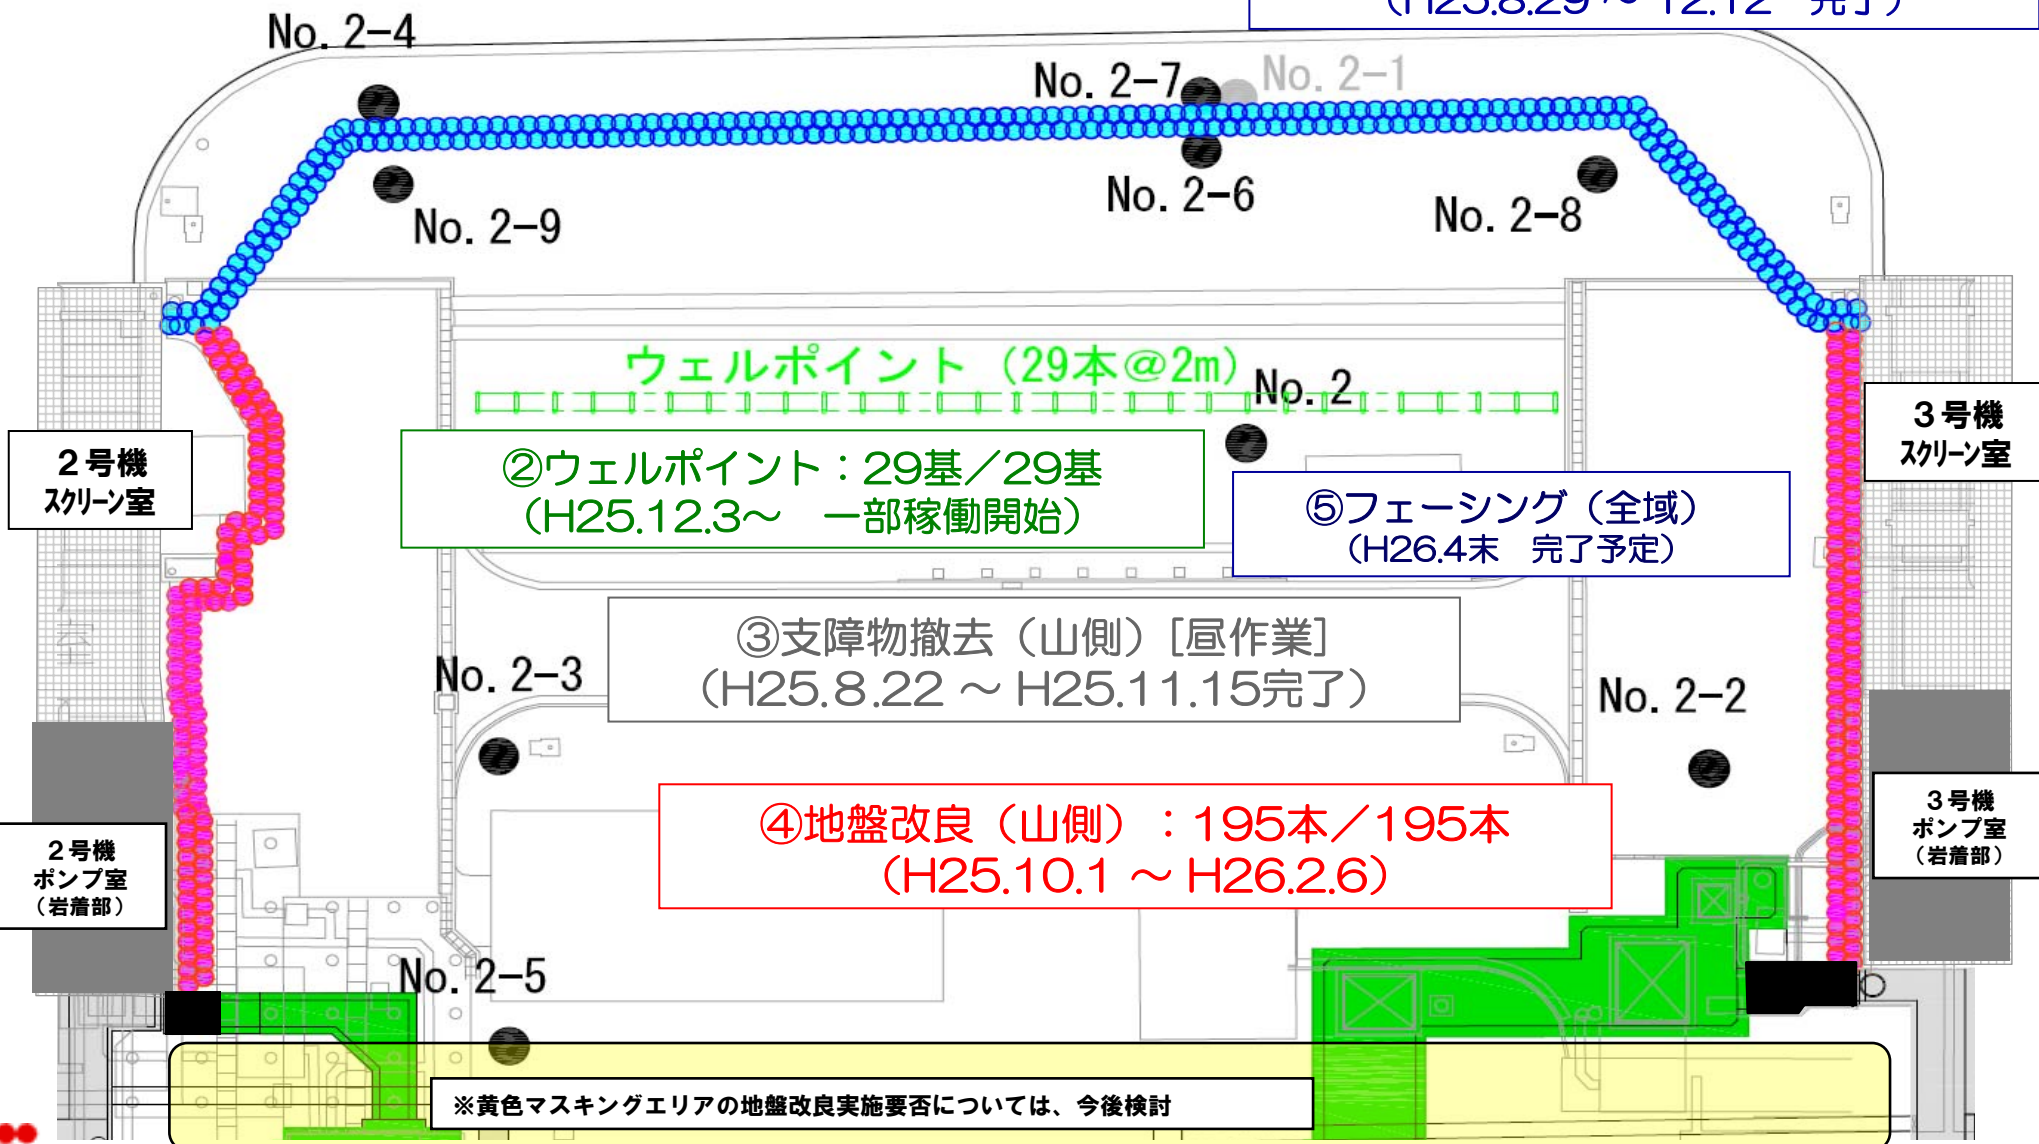 (H25.8.29 ～ 12.12　完了)
No. 2-4
No. 2-7
No. 2-1
No. 2-6
No. 2-9
No. 2-8
ウェルポイント (29本@2m)
No. 2
2号機
スクリーン室
3号機
スクリーン室
②ウェルポイント：29基／29基
(H25.12.3～　一部稼働開始)
⑤フェーシング（全域）
(H26.4末　完了予定)
③支障物撤去（山側）[昼作業]
(H25.8.22 ～ H25.11.15完了)
No. 2-3
No. 2-2
④地盤改良（山側）：195本／195本
(H25.10.1 ～ H26.2.6)
2号機
ポンプ室
（岩着部）
3号機
ポンプ室
（岩着部）
No. 2-5
※黄色マスキングエリアの地盤改良実施要否については、今後検討